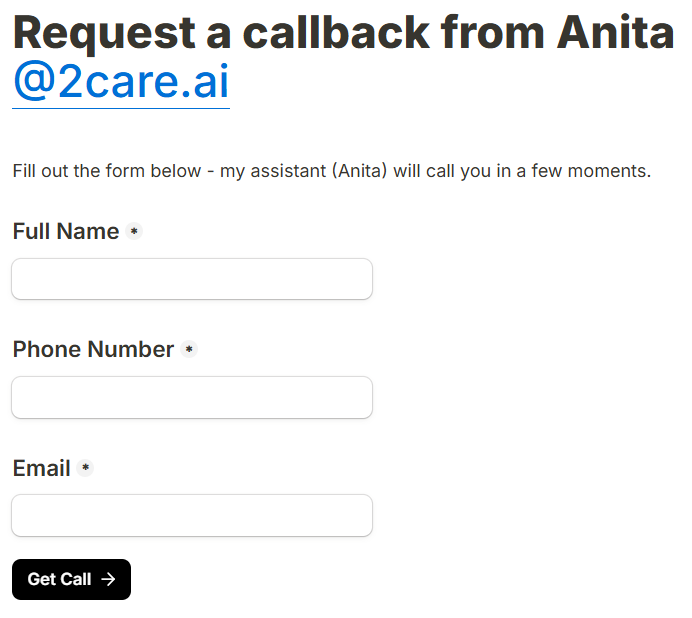 Request a callback from Anita
@2care.ai
Fill out the form below - my assistant (Anita) will call you in a few moments.
Full Name *
Phone Number *
Email *
Get Call →